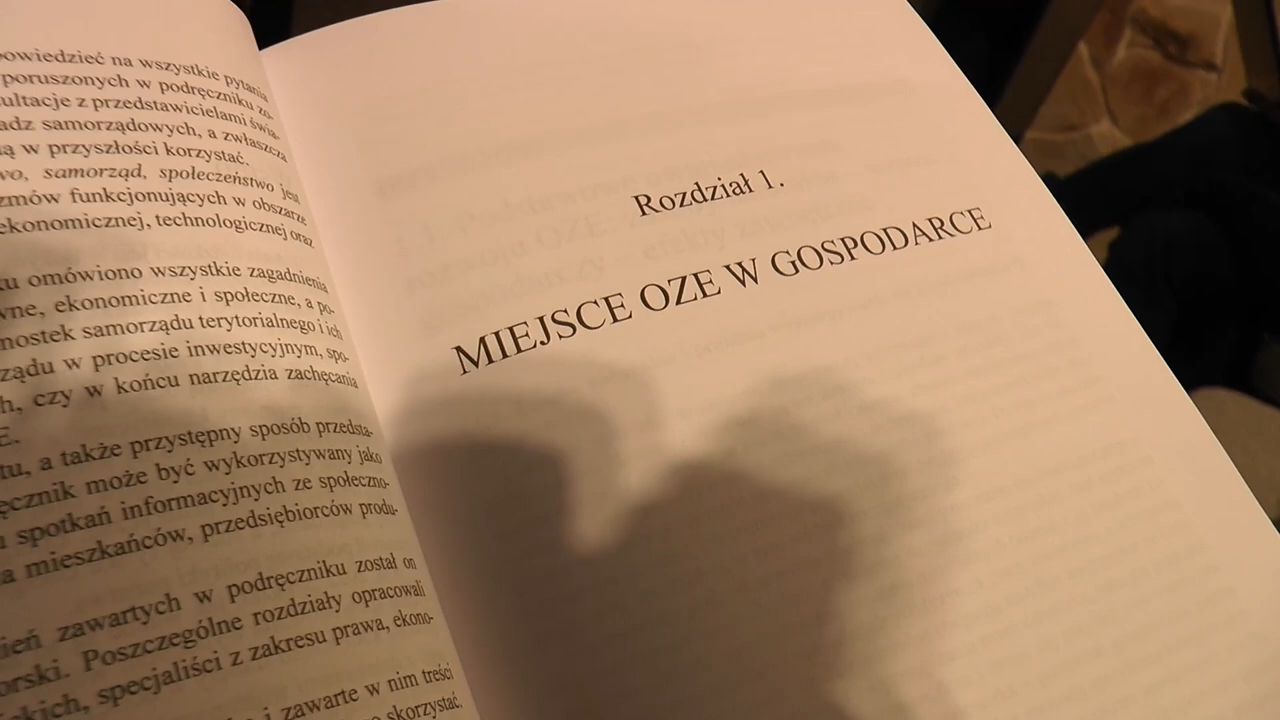 powiedzieć na wszystkie pytania
poruszonych w podręczniku zo-
ultacje z przedstawicielami świa-
adz samorządowych, a zwłaszcza
ą w przyszłości korzystać.
wo, samorząd, społeczeństwo jest
zmów funkcjonujących w obszarze
ekonomicznej, technologicznej oraz
ku omówiono wszystkie zagadnienia
wne, ekonomiczne i społeczne, a po-
nostek samorządu terytorialnego i ich
ządu w procesie inwestycyjnym, spo-
h, czy w końcu narzędzia zachęcania
E.
tu, a także przystępny sposób przedsta-
ęcznik może być wykorzystywany jako
spotkań informacyjnych ze społeczno-
a mieszkańców, przedsiębiorców produ-
ień zawartych w podręczniku został on
orski. Poszczególne rozdziały opracowali
ckich, specjaliści z zakresu prawa, ekono-
i zawarte w nim treści
skorzystać.
Rozdział 1.
MIEJSCE OZE W GOSPODARCE